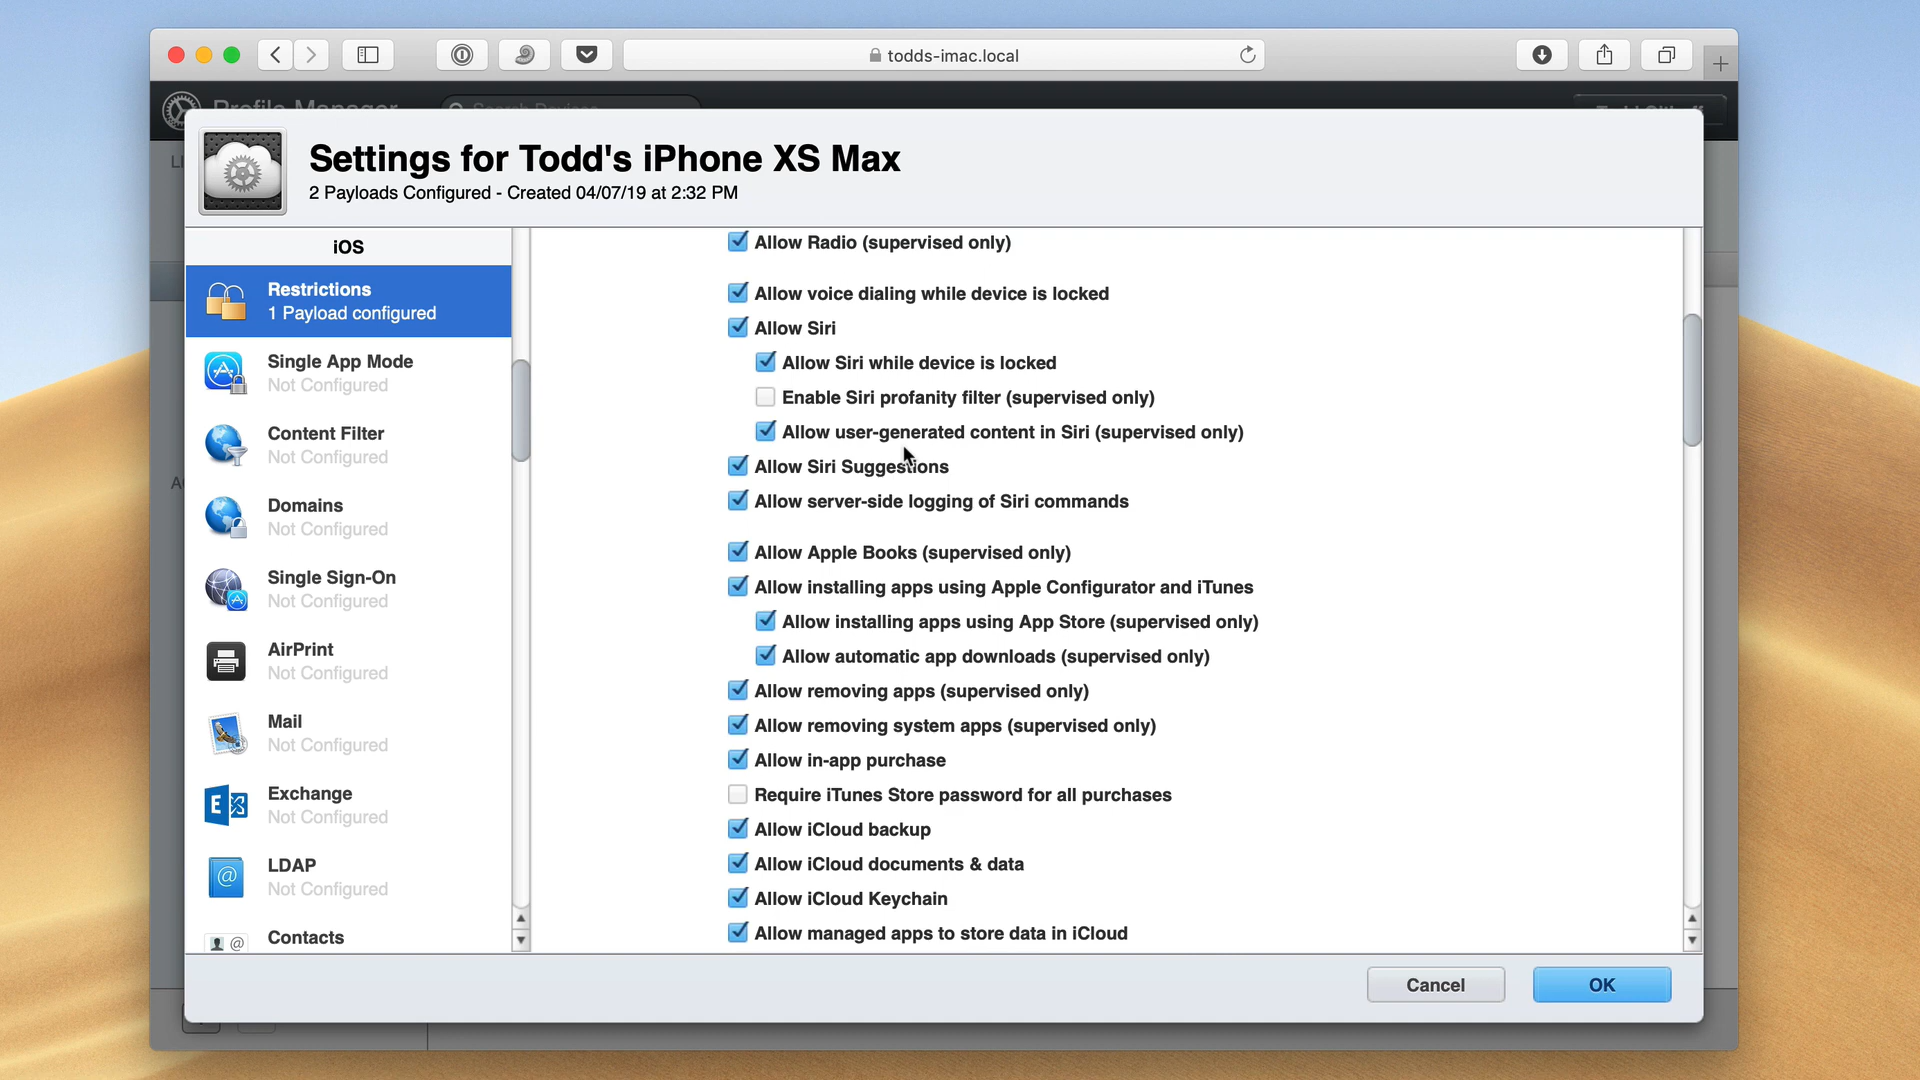 todds-imac.local
Profile Manager
Search Devices
Settings for Todd's iPhone XS Max
2 Payloads Configured - Created 04/07/19 at 2:32 PM
iOS
Restrictions
1 Payload configured
Single App Mode
Not Configured
Content Filter
Not Configured
Domains
Not Configured
Single Sign-On
Not Configured
AirPrint
Not Configured
Mail
Not Configured
Exchange
Not Configured
LDAP
Not Configured
Contacts
Allow Radio (supervised only)
Allow voice dialing while device is locked
Allow Siri
Allow Siri while device is locked
Enable Siri profanity filter (supervised only)
Allow user-generated content in Siri (supervised only)
Allow Siri Suggestions
Allow server-side logging of Siri commands
Allow Apple Books (supervised only)
Allow installing apps using Apple Configurator and iTunes
Allow installing apps using App Store (supervised only)
Allow automatic app downloads (supervised only)
Allow removing apps (supervised only)
Allow removing system apps (supervised only)
Allow in-app purchase
Require iTunes Store password for all purchases
Allow iCloud backup
Allow iCloud documents & data
Allow iCloud Keychain
Allow managed apps to store data in iCloud
Cancel
OK